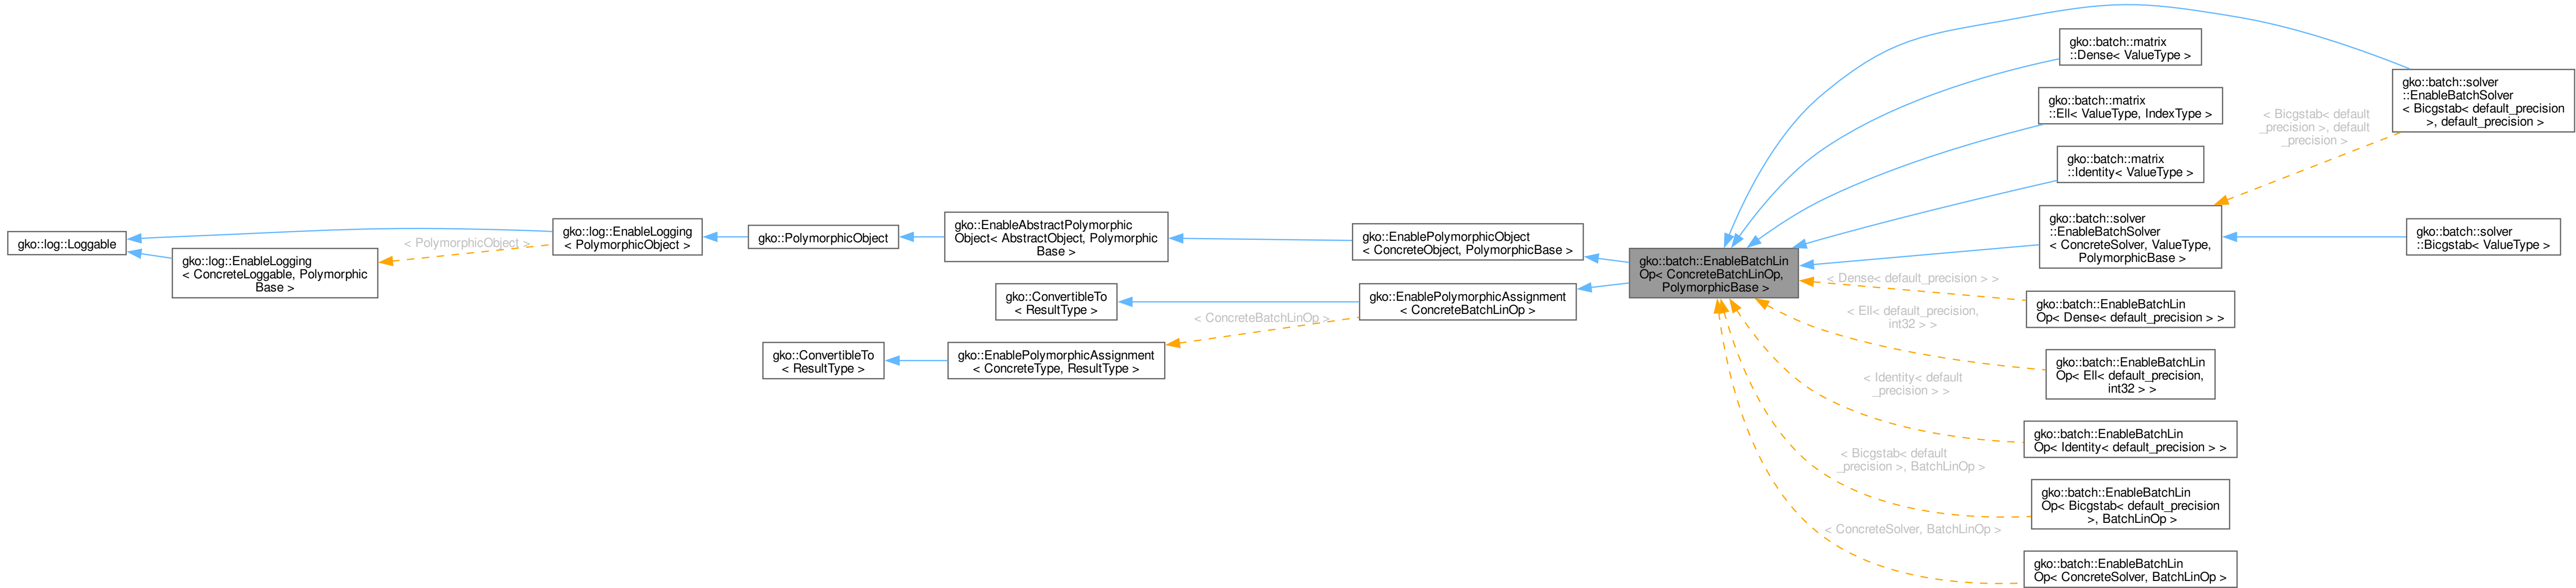 gko::log::Loggable
gko::log::EnableLogging
< ConcreteLoggable, Polymorphic
Base >
< PolymorphicObject >
gko::log::EnableLogging
< PolymorphicObject >
gko::PolymorphicObject
gko::EnableAbstractPolymorphic
Object< AbstractObject, Polymorphic
Base >
gko::ConvertibleTo
< ResultType >
gko::ConvertibleTo
< ResultType >
gko::EnablePolymorphicAssignment
< ConcreteType, ResultType >
< ConcreteBatchLinOp >
gko::EnablePolymorphicObject
< ConcreteObject, PolymorphicBase >
gko::EnablePolymorphicAssignment
< ConcreteBatchLinOp >
gko::batch::EnableBatchLin
Op< ConcreteBatchLinOp,
PolymorphicBase >
gko::batch::matrix
::Dense< ValueType >
gko::batch::matrix
::Ell< ValueType, IndexType >
gko::batch::matrix
::Identity< ValueType >
gko::batch::solver
::EnableBatchSolver
< ConcreteSolver, ValueType,
PolymorphicBase >
< Bicgstab< default
_precision >, default
_precision >
gko::batch::solver
::EnableBatchSolver
< Bicgstab< default_precision
>, default_precision >
gko::batch::solver
::Bicgstab< ValueType >
< Dense< default_precision > >
gko::batch::EnableBatchLin
Op< Dense< default_precision > >
< Ell< default_precision,
int32 > >
gko::batch::EnableBatchLin
Op< Ell< default_precision,
int32 > >
< Identity< default
_precision > >
gko::batch::EnableBatchLin
Op< Identity< default_precision > >
< Bicgstab< default
_precision >, BatchLinOp >
gko::batch::EnableBatchLin
Op< Bicgstab< default_precision
>, BatchLinOp >
< ConcreteSolver, BatchLinOp >
gko::batch::EnableBatchLin
Op< ConcreteSolver, BatchLinOp >